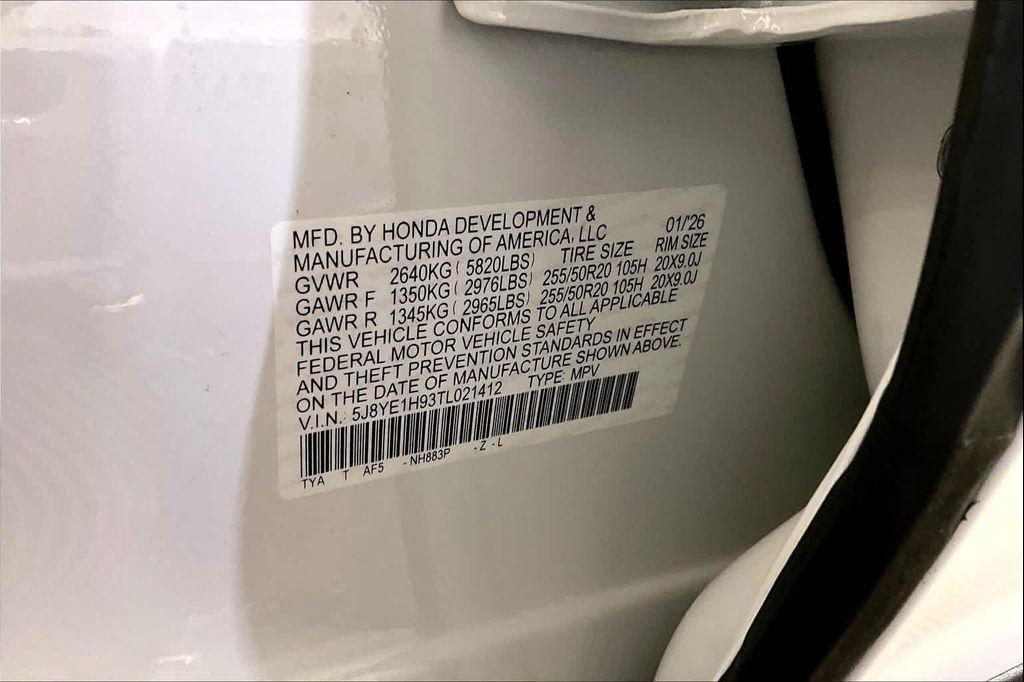 MFD. BY HONDA DEVELOPMENT & 01/'26
MANUFACTURING OF AMERICA, LLC
GVWR 2640KG ( 5820LBS) TIRE SIZE RIM SIZE
GAWR F 1350KG ( 2976LBS) 255/50R20 105H 20X9.0J
GAWR R 1345KG ( 2965LBS) 255/50R20 105H 20X9.0J
THIS VEHICLE CONFORMS TO ALL APPLICABLE
FEDERAL MOTOR VEHICLE SAFETY
AND THEFT PREVENTION STANDARDS IN EFFECT
ON THE DATE OF MANUFACTURE SHOWN ABOVE.
V.I.N.: 5J8YE1H93TL021412 TYPE: MPV
TYA T AF5 -NH883P -Z-L